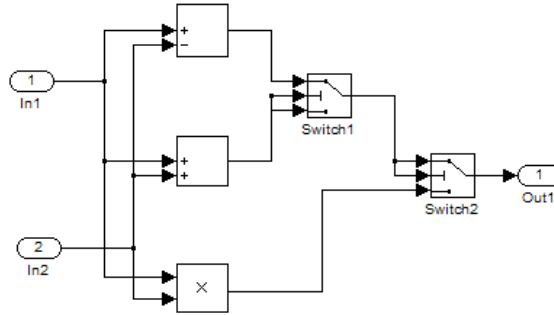 +
−
1
In1
Switch1
+
+
1
Out1
Switch2
2
In2
×